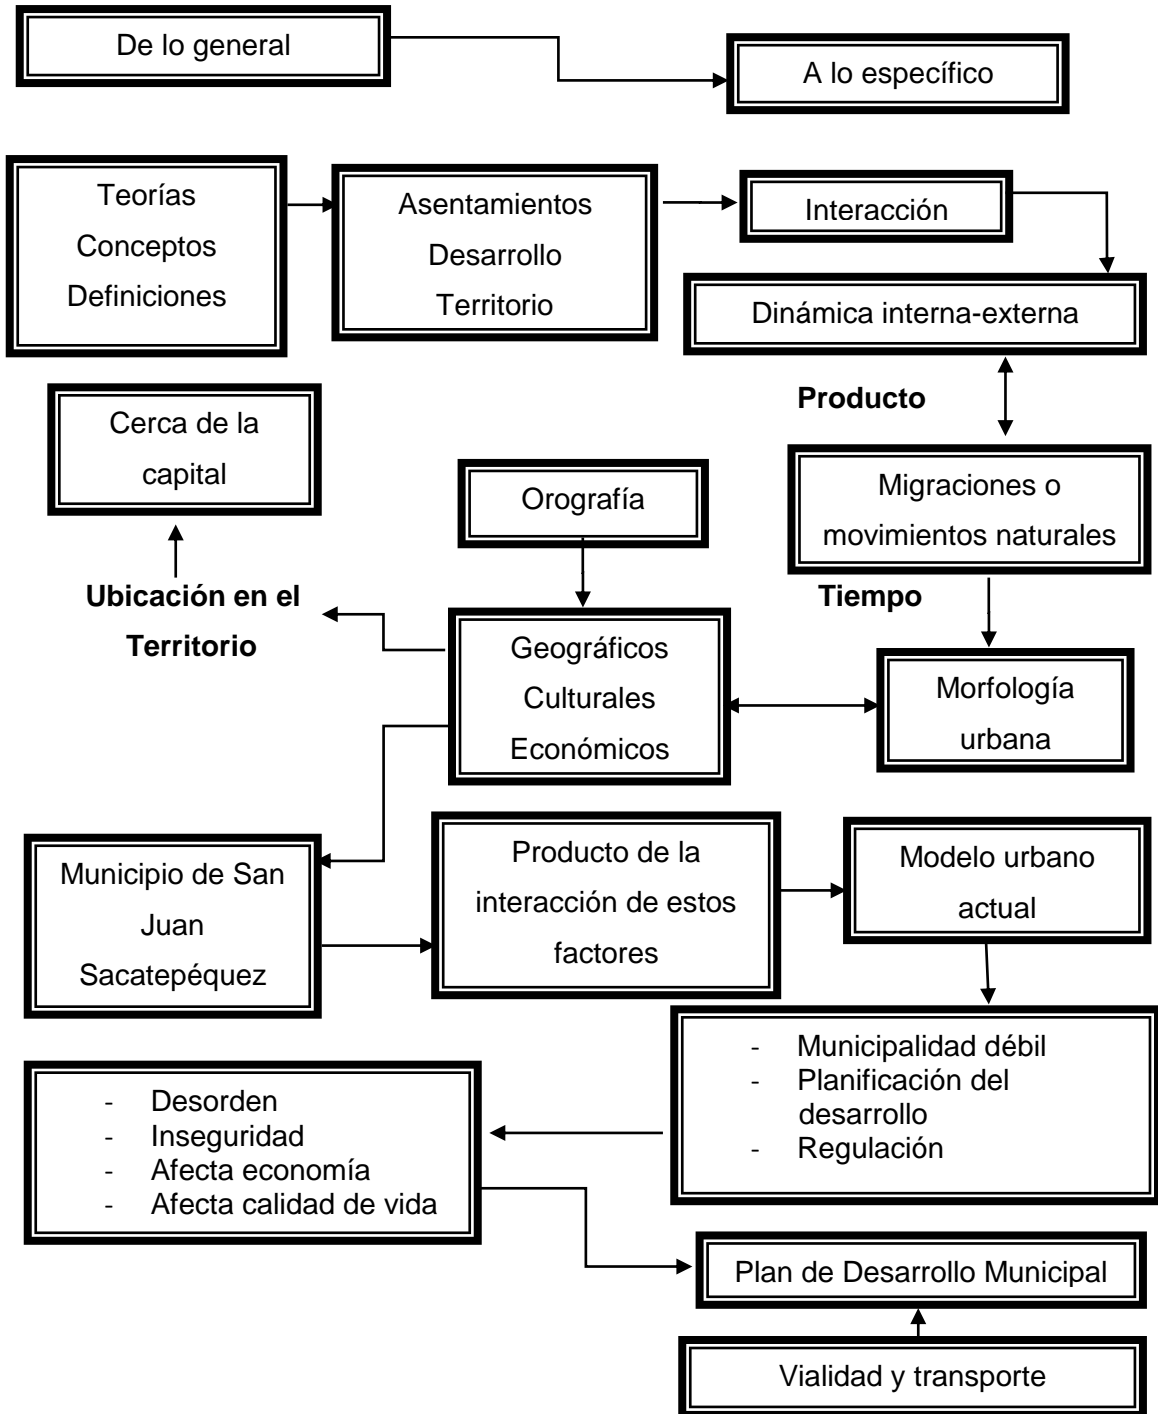 De lo general
A lo específico
Teorías
Conceptos
Definiciones
Asentamientos
Desarrollo
Territorio
Interacción
Dinámica interna-externa
Producto
Cerca de la
capital
Orografía
Migraciones o
movimientos naturales
Ubicación en el
Territorio
Tiempo
Geográficos
Culturales
Económicos
Morfología
urbana
Municipio de San
Juan
Sacatepéquez
Producto de la
interacción de estos
factores
Modelo urbano
actual
- Municipalidad débil
- Planificación del
desarrollo
- Regulación
- Desorden
- Inseguridad
- Afecta economía
- Afecta calidad de vida
Plan de Desarrollo Municipal
Vialidad y transporte